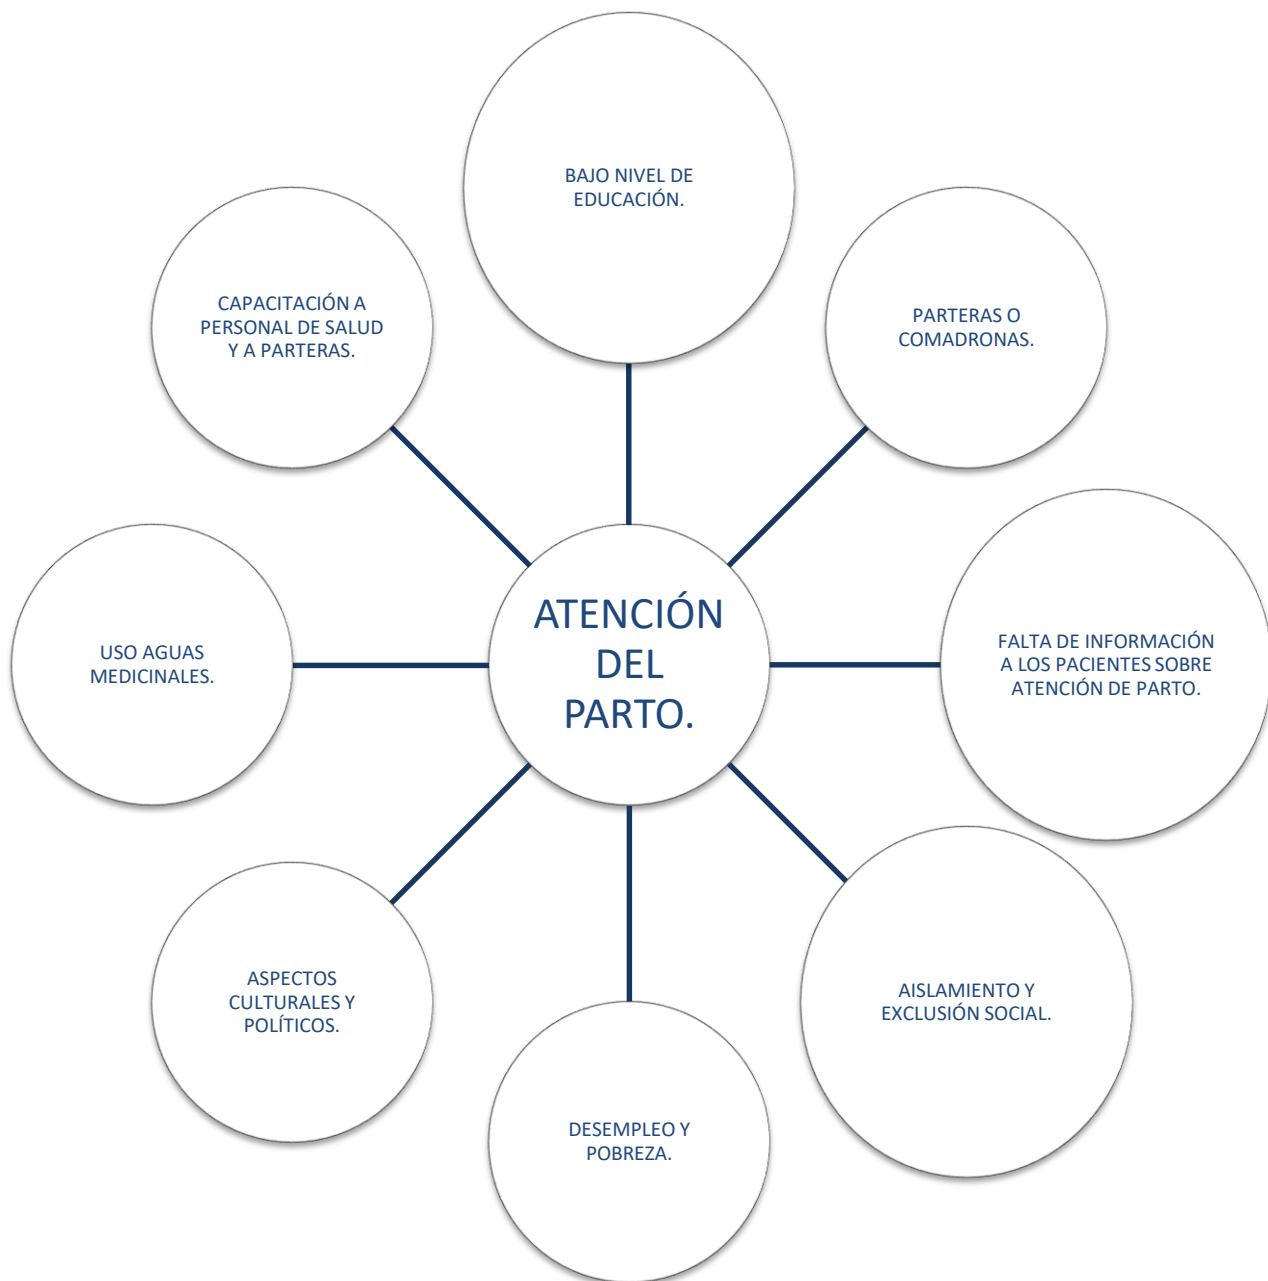 BAJO NIVEL DE
EDUCACIÓN.
CAPACITACIÓN A
PERSONAL DE SALUD
Y A PARTERAS.
PARTERAS O
COMADRONAS.
USO AGUAS
MEDICINALES.
ATENCIÓN
DEL
PARTO.
FALTA DE INFORMACIÓN
A LOS PACIENTES SOBRE
ATENCIÓN DE PARTO.
ASPECTOS
CULTURALES Y
POLÍTICOS.
AISLAMIENTO Y
EXCLUSIÓN SOCIAL.
DESEMPLEO Y
POBREZA.